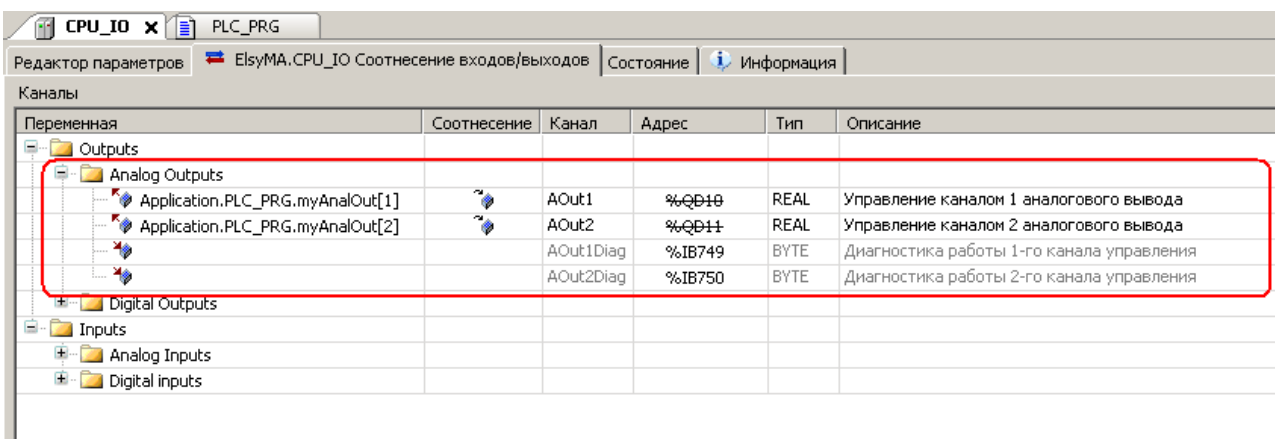 CPU_IO X PLC_PRG
Редактор параметров ElsyMA.CPU_IO Соотнесение входов/выходов Состояние Информация
Каналы
Переменная Соотнесение Канал Адрес Тип Описание
Outputs
Analog Outputs
Application.PLC_PRG.myAnalOut[1] AOut1 %QD10 REAL Управление каналом 1 аналогового вывода
Application.PLC_PRG.myAnalOut[2] AOut2 %QD11 REAL Управление каналом 2 аналогового вывода
AOut1Diag %IB749 BYTE Диагностика работы 1-го канала управления
AOut2Diag %IB750 BYTE Диагностика работы 2-го канала управления
Digital Outputs
Inputs
Analog Inputs
Digital inputs